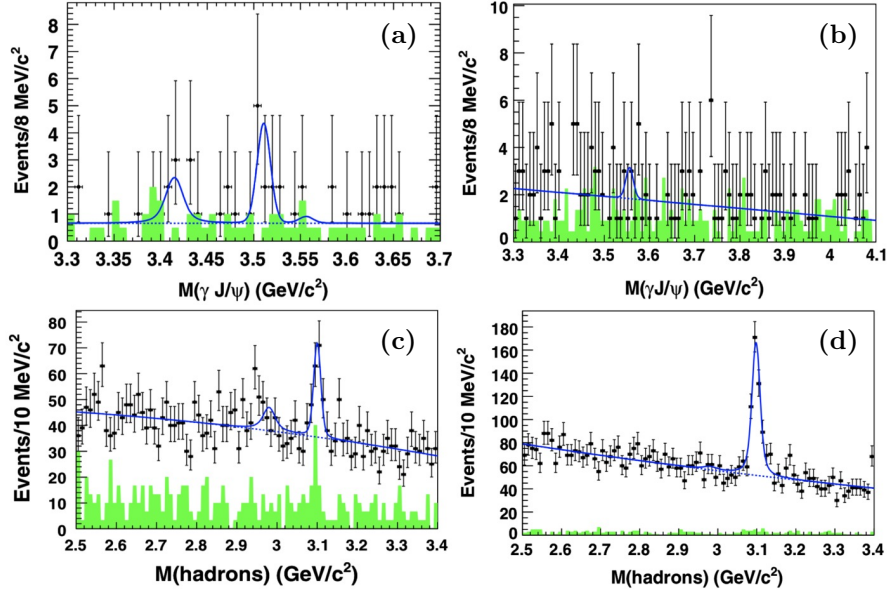 (a)
Events/8 MeV/c²
8
7
6
5
4
3
2
1
0
3.3 3.35 3.4 3.45 3.5 3.55 3.6 3.65 3.7
M(γ J/ψ) (GeV/c²)
(b)
Events/8 MeV/c²
10
8
6
4
2
0
3.3 3.4 3.5 3.6 3.7 3.8 3.9 4 4.1
M(γJ/ψ) (GeV/c²)
(c)
Events/10 MeV/c²
80
70
60
50
40
30
20
10
0
2.5 2.6 2.7 2.8 2.9 3 3.1 3.2 3.3 3.4
M(hadrons) (GeV/c²)
(d)
Events/10 MeV/c²
180
160
140
120
100
80
60
40
20
0
2.5 2.6 2.7 2.8 2.9 3 3.1 3.2 3.3 3.4
M(hadrons) (GeV/c²)